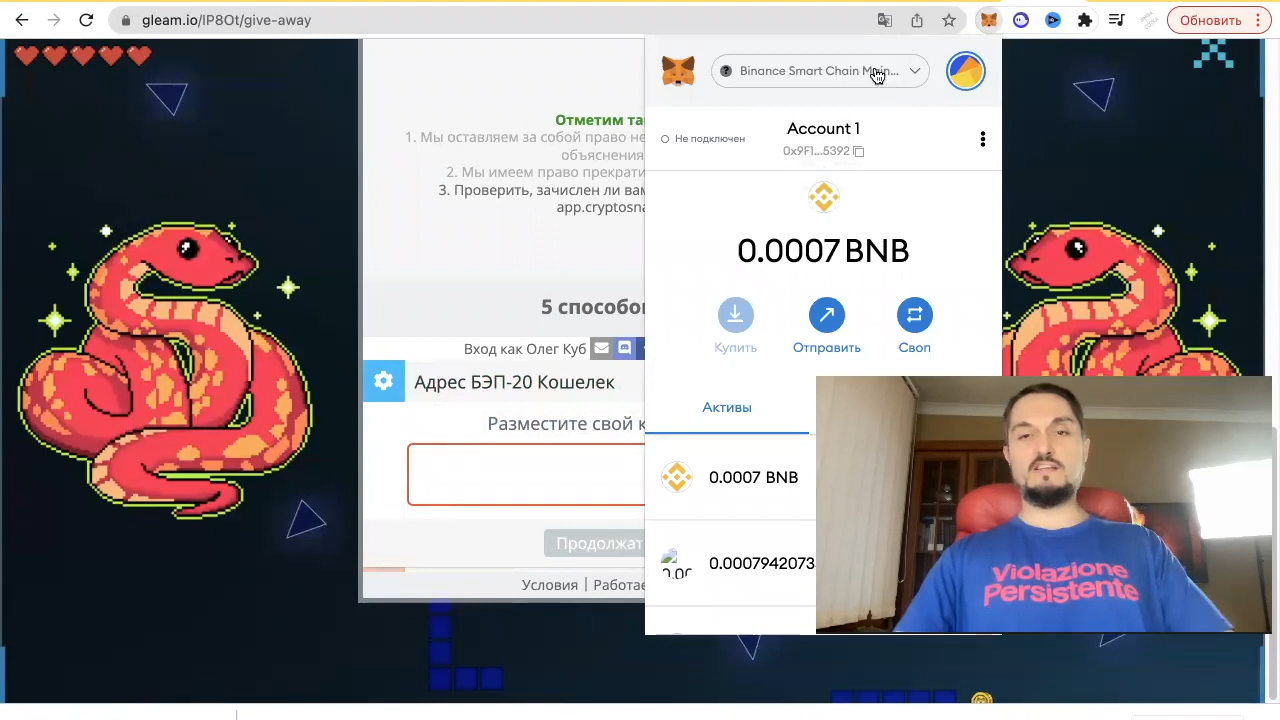 gleam.io/IP8Ot/give-away
Обновить
Binance Smart Chain M
Не подключен
Account 1
0x9F1...5392
Отметим та
1. Мы оставляем за собой право не
объяснения
2. Мы имеем право прекрати
3. Проверить, зачислен ли ва
app.cryptosna
0.0007 BNB
Купить
Отправить
Своп
5 способо
Вход как Олег Куб
Адрес БЭП-20 Кошелек
Разместите свой к
Продолжат
Условия | Работае
Активы
0.0007 BNB
0.0007942073
Violazione
Persistente